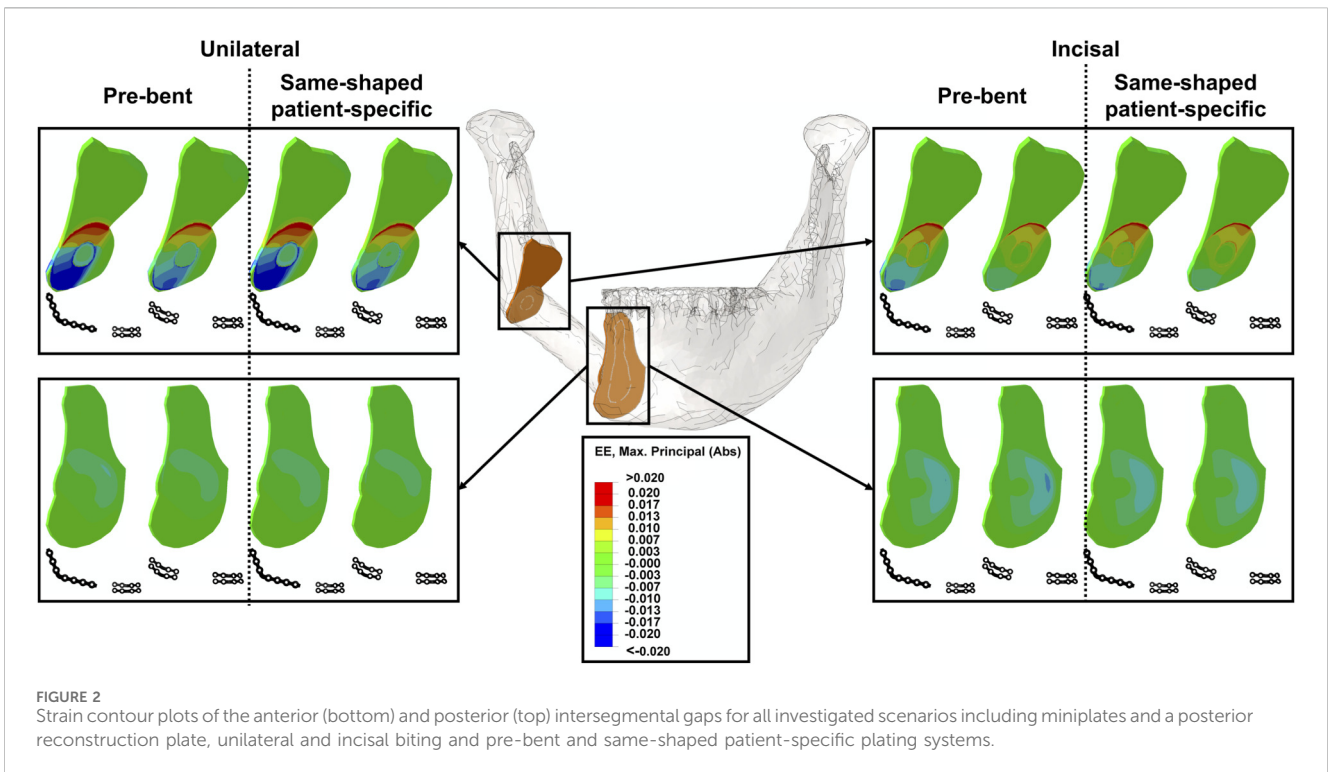 Unilateral
Incisal
Pre-bent
Same-shaped
patient-specific
Pre-bent
Same-shaped
patient-specific
EE, Max. Principal (Abs)
>0.020
0.020
0.017
0.013
0.010
0.007
0.003
-0.000
-0.003
-0.007
-0.010
-0.013
-0.017
-0.020
<-0.020
FIGURE 2
Strain contour plots of the anterior (bottom) and posterior (top) intersegmental gaps for all investigated scenarios including miniplates and a posterior
reconstruction plate, unilateral and incisal biting and pre-bent and same-shaped patient-specific plating systems.